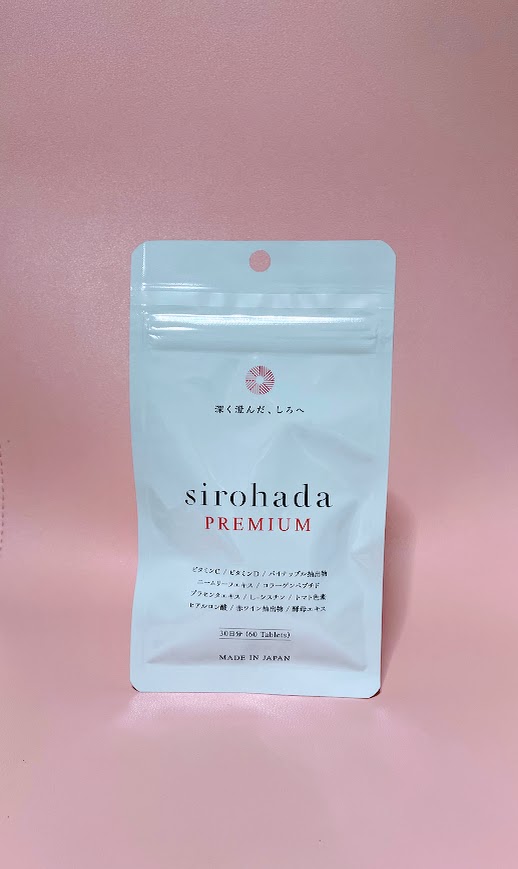 深く澄んだ、しろへ
sirohada
PREMIUM
ビタミンC / ビタミンD / パイナップル抽出物
ニームリーフエキス / コラーゲンペプチド
プラセンタエキス / L-シスチン / トマト色素
ヒアルロン酸 / 赤ワイン抽出物 / 酵母エキス
30日分 (60 Tablets)
MADE IN JAPAN